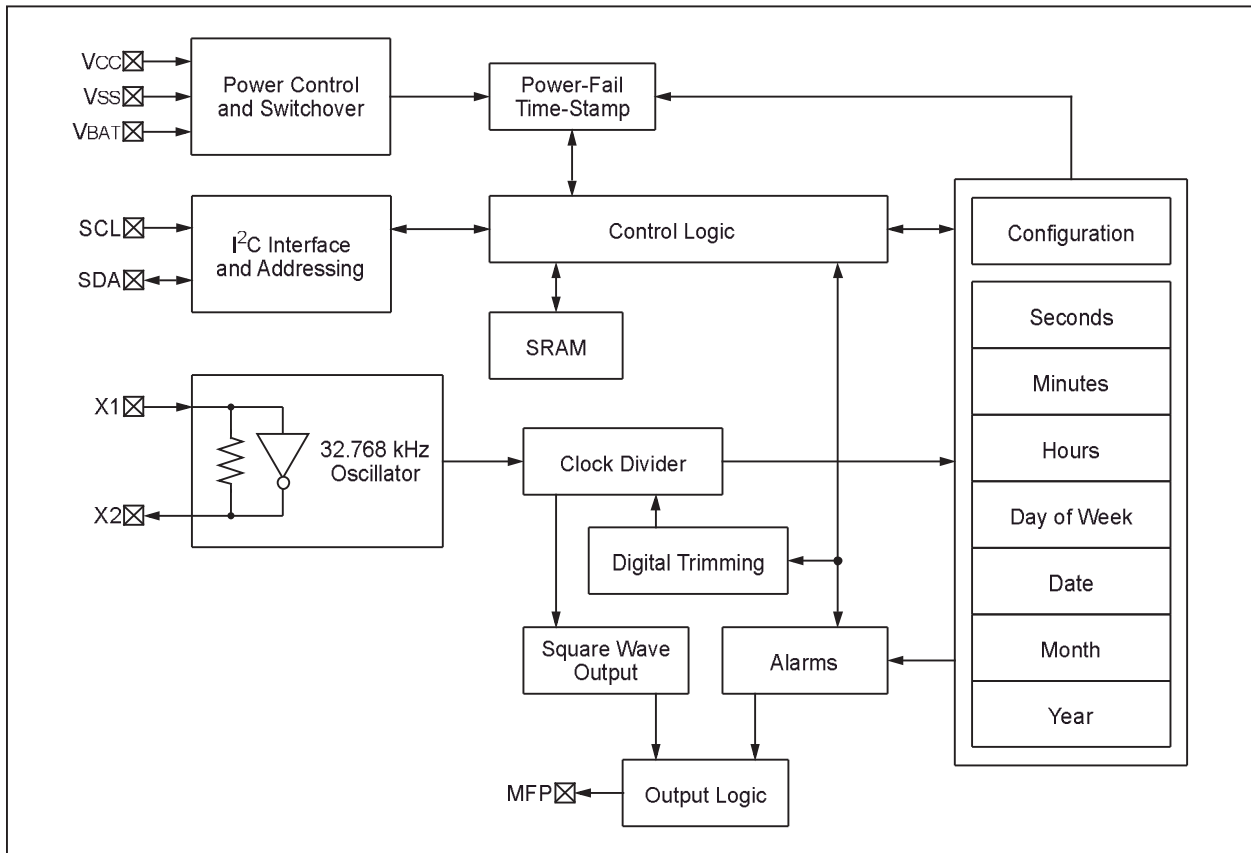 VCC
VSS
VBAT
Power Control
and Switchover
Power-Fail
Time-Stamp
SCL
SDA
I²C Interface
and Addressing
Control Logic
Configuration
SRAM
Seconds
Minutes
Hours
Day of Week
Date
Month
Year
X1
X2
32.768 kHz
Oscillator
Clock Divider
Digital Trimming
Square Wave
Output
Alarms
MFP
Output Logic